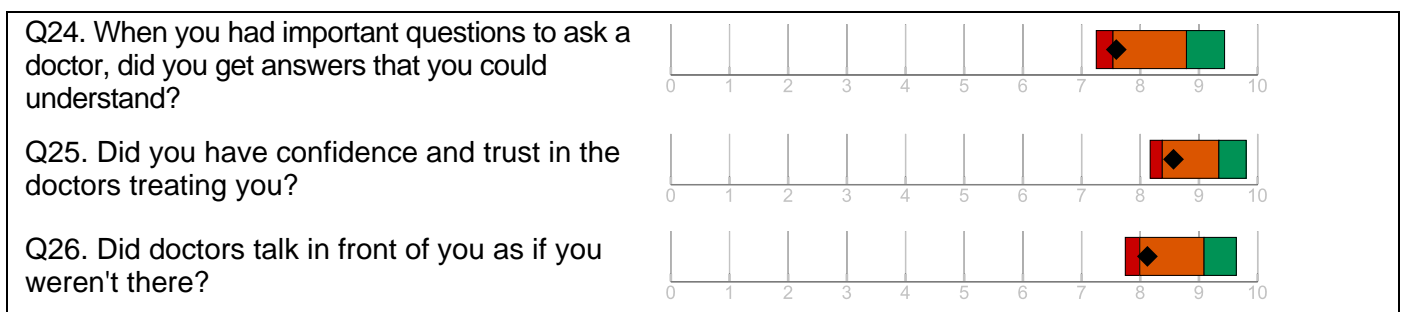 Q24. When you had important questions to ask a
doctor, did you get answers that you could
understand?
0 1 2 3 4 5 6 7 8 9 10
Q25. Did you have confidence and trust in the
doctors treating you?
0 1 2 3 4 5 6 7 8 9 10
Q26. Did doctors talk in front of you as if you
weren't there?
0 1 2 3 4 5 6 7 8 9 10